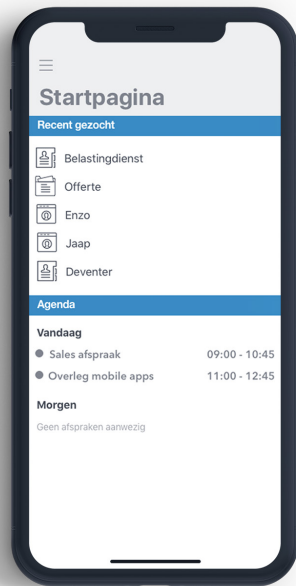 Startpagina
Recent gezocht
Belastingdienst
Offerte
Enzo
Jaap
Deventer
Agenda
Vandaag
Sales afspraak 09:00 - 10:45
Overleg mobile apps 11:00 - 12:45
Morgen
Geen afspraken aanwezig